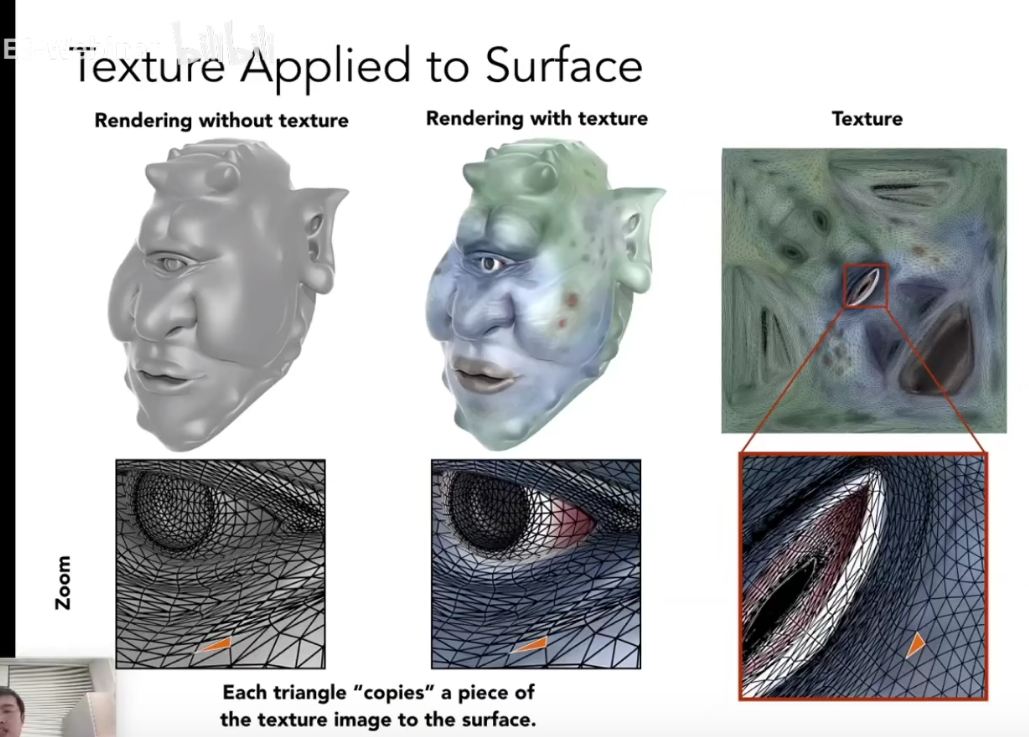 Texture Applied to Surface
Rendering without texture
Rendering with texture
Texture
Zoom
Each triangle “copies” a piece of
the texture image to the surface.